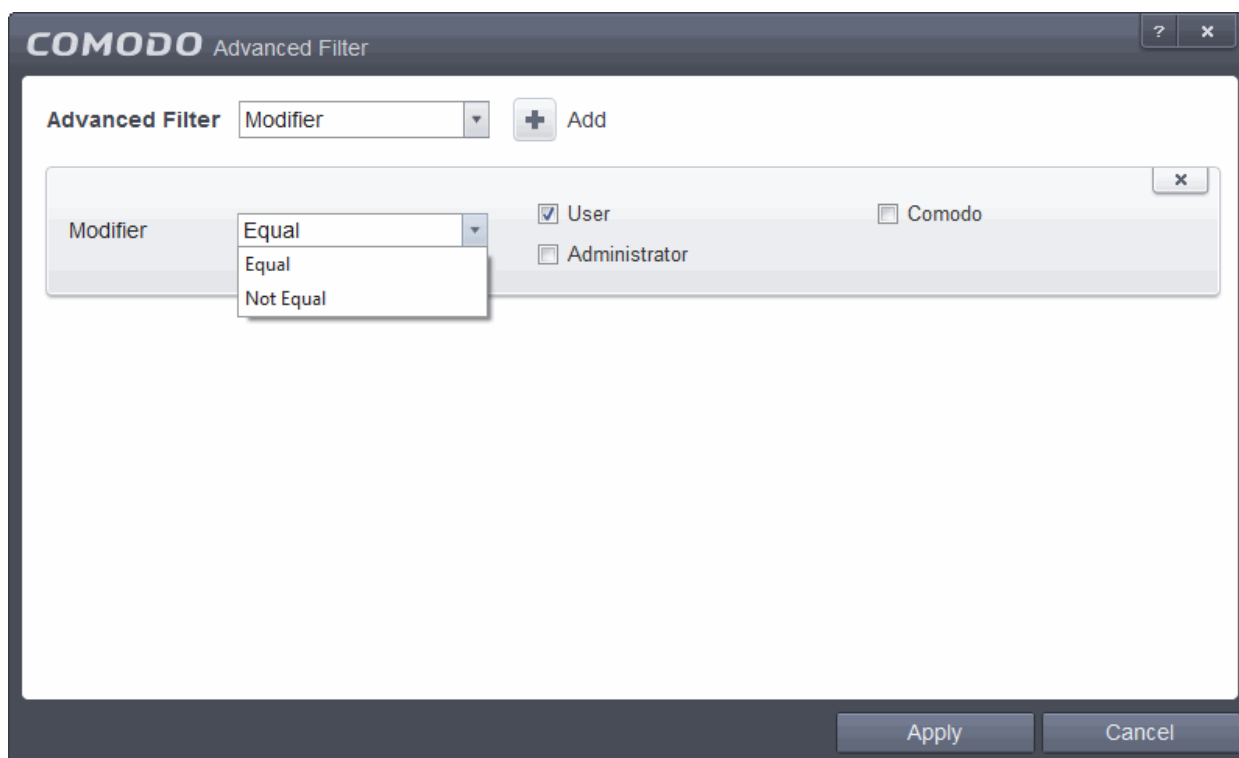 COMODO Advanced Filter ? x
Advanced Filter Modifier + Add
x
User Comodo
Modifier Equal
Administrator
Equal
Not Equal
Apply Cancel